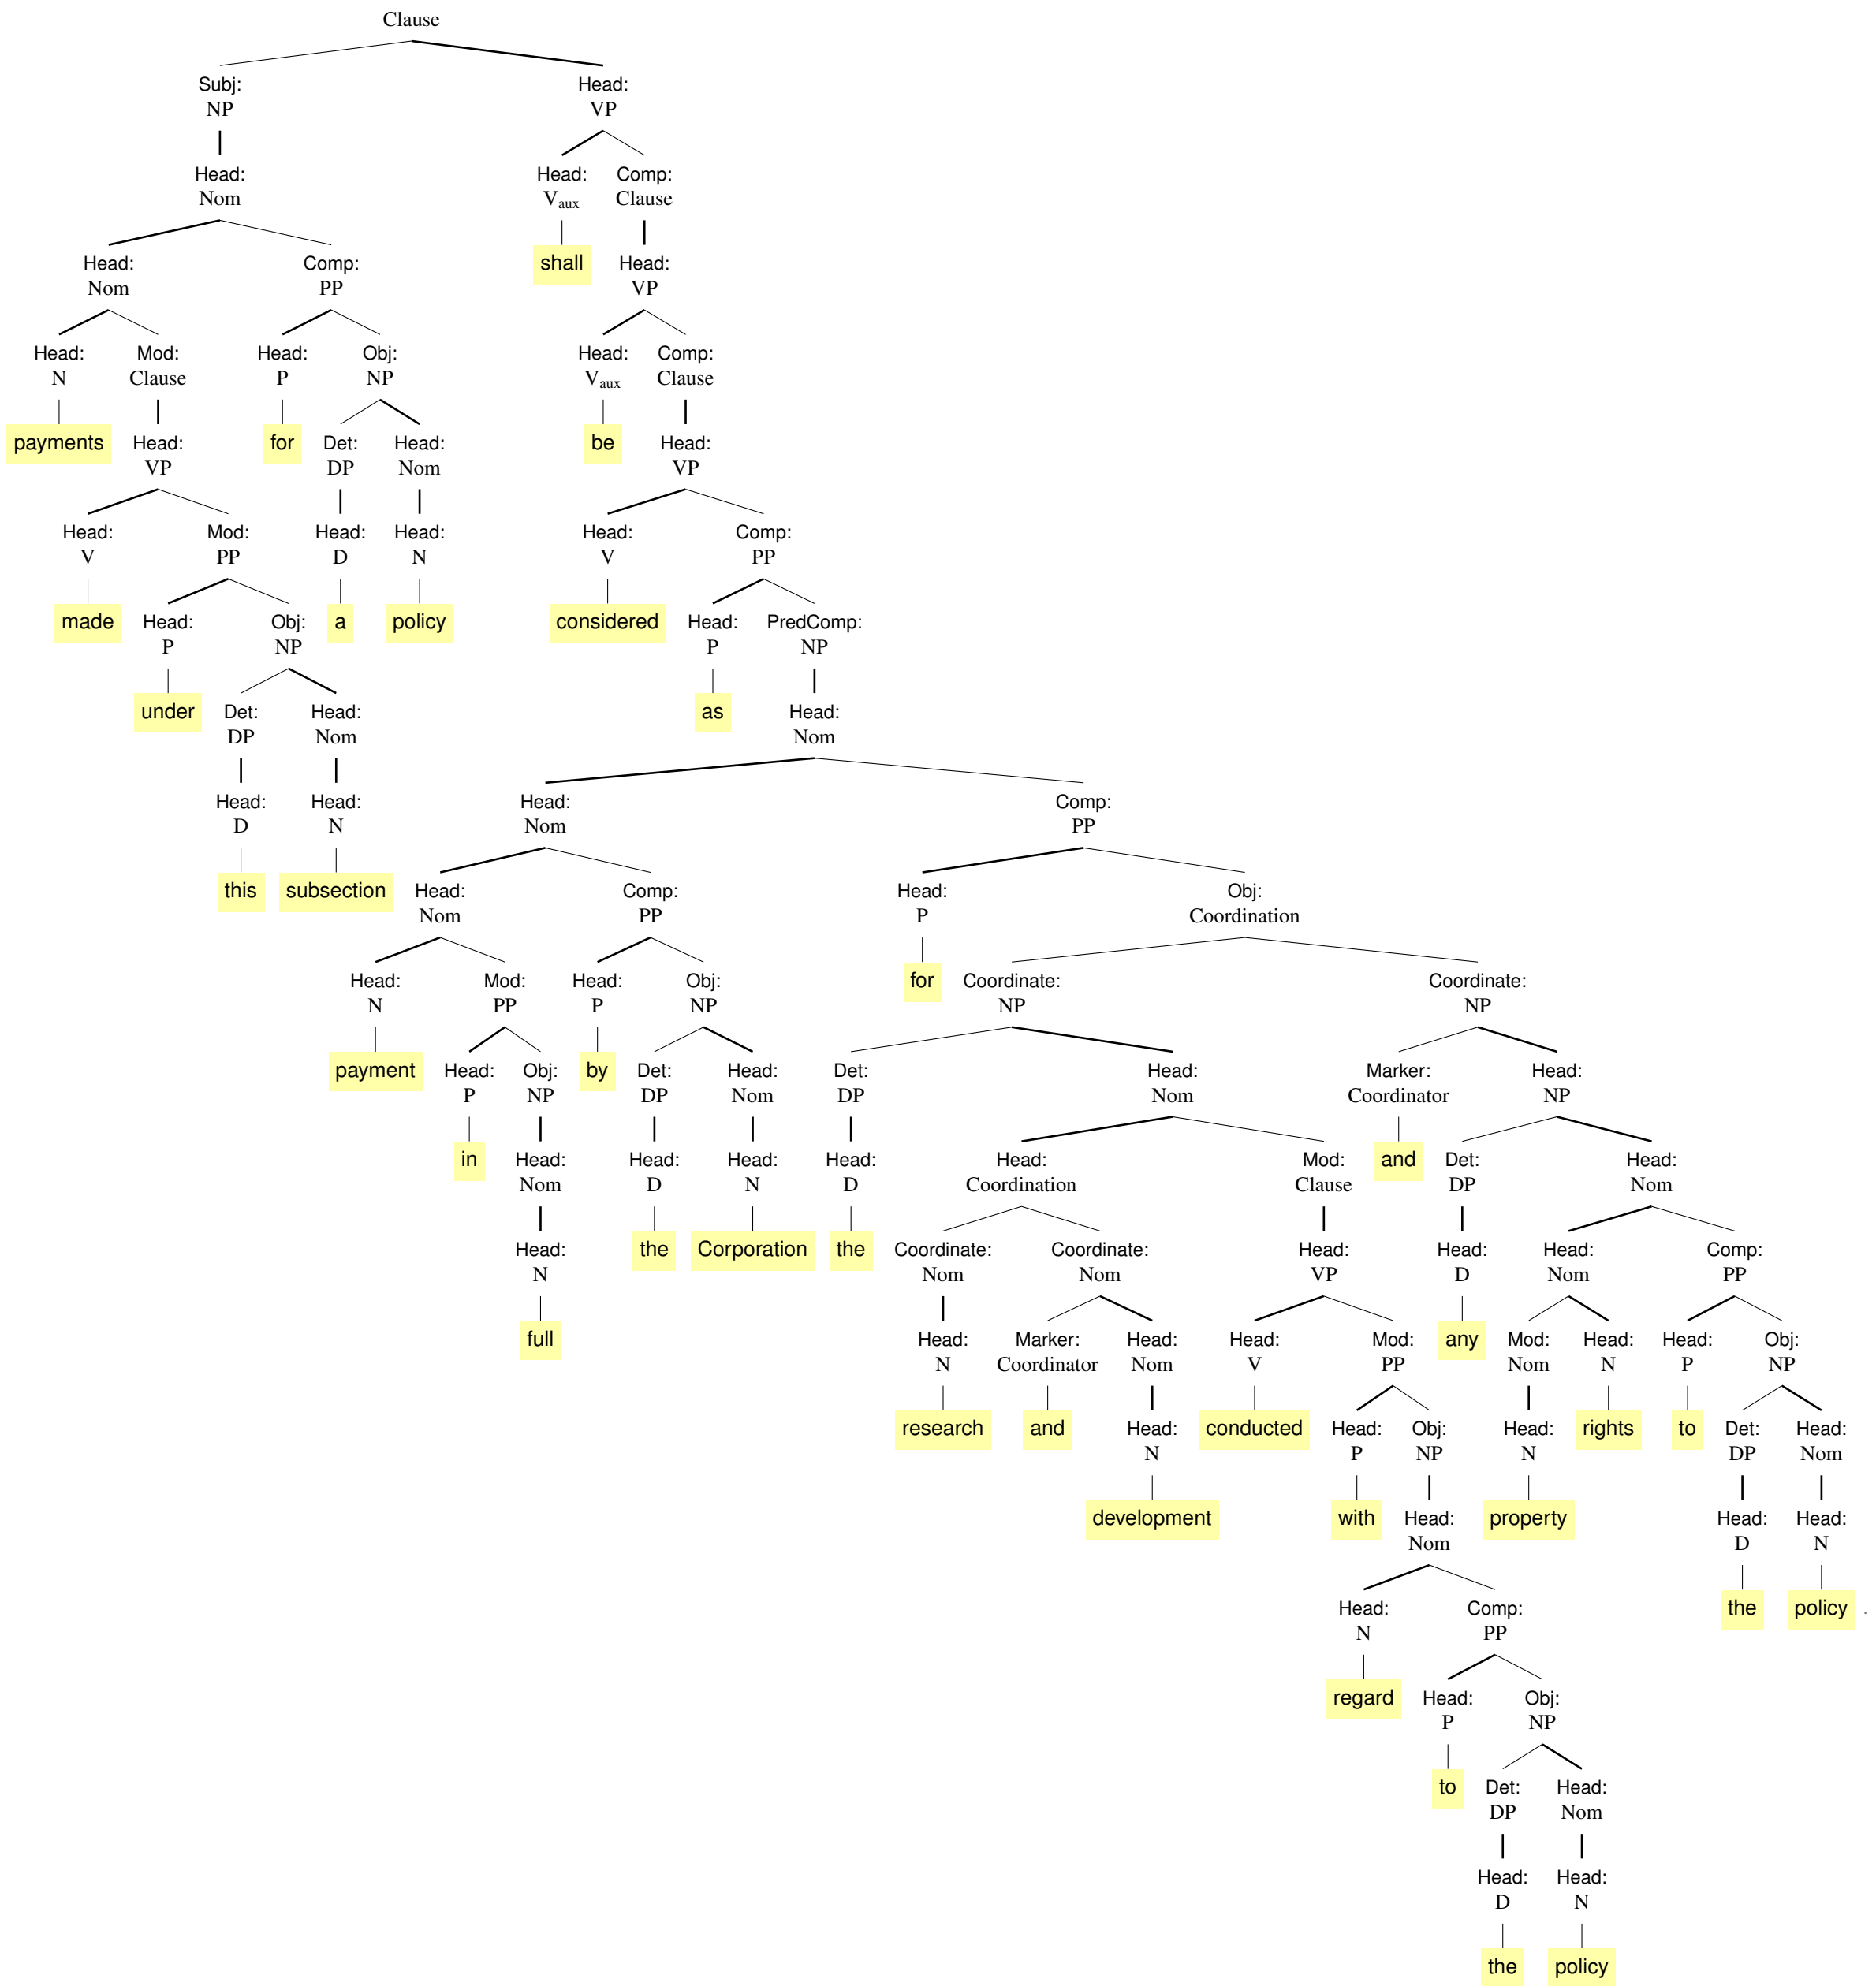 Clause
Subj: Head:
NP VP
Head: Head: Comp:
Nom Vaux Clause
Head: Comp: shall Head:
Nom PP VP
Head: Mod: Head: Obj: Head: Comp:
N Clause P NP Vaux Clause
payments Head: for Det: Head: be Head:
VP DP Nom VP
Head: Mod: Head: Head: Head: Comp:
V PP D N V PP
made Head: Obj: a policy considered Head: PredComp:
P NP P NP
under Det: Head: as Head:
DP Nom Nom
Head: Head: Head: Comp:
D N Nom PP
this subsection Head: Comp: Head: Obj:
Nom PP P Coordination
Head: Mod: Head: Obj: for Coordinate: Coordinate:
N PP P NP NP NP
payment Head: Obj: by Det: Head: Det: Head: Marker: Head:
P NP DP Nom DP Nom Coordinator NP
in Head: Head: Head: Head: Head: Mod: and Det: Head:
Nom D N D Coordination Clause DP Nom
Head: the Corporation the Coordinate: Coordinate: Head: Head: Head: Comp:
N Nom Nom VP D Nom PP
full Head: Marker: Head: Head: Mod: any Mod: Head: Head: Obj:
N Coordinator Nom V PP Nom N P NP
research and Head: conducted Head: Obj: Head: rights to Det: Head:
N P NP N DP Nom
development with Head: property Head: Head:
Nom D N
Head: Comp: the policy .
N PP
regard Head: Obj:
P NP
to Det: Head:
DP Nom
Head: Head:
D N
the policy